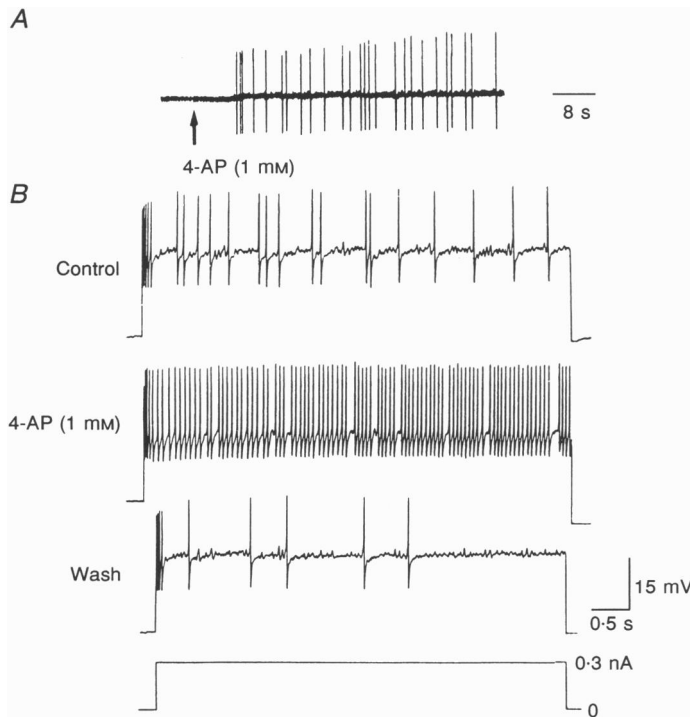 A
8 s
4-AP (1 mM)
B
Control
4-AP (1 mM)
Wash
15 mV
0·5 s
0·3 nA
0